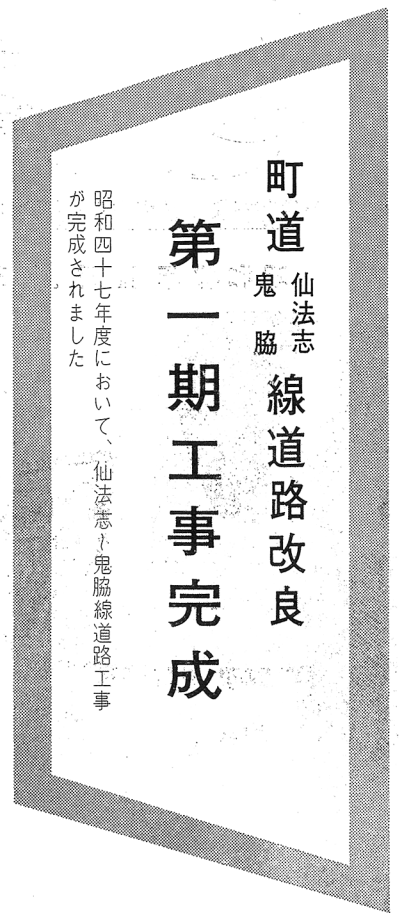 町道仙法志鬼脇線道路改良
第一期工事完成
昭和四十七年度において、仙法志〜鬼脇線道路工事
が完成されました